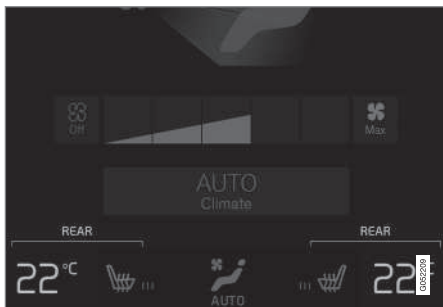 Off
Max
AUTO
Climate
REAR REAR
22°C 22°
AUTO
G052209